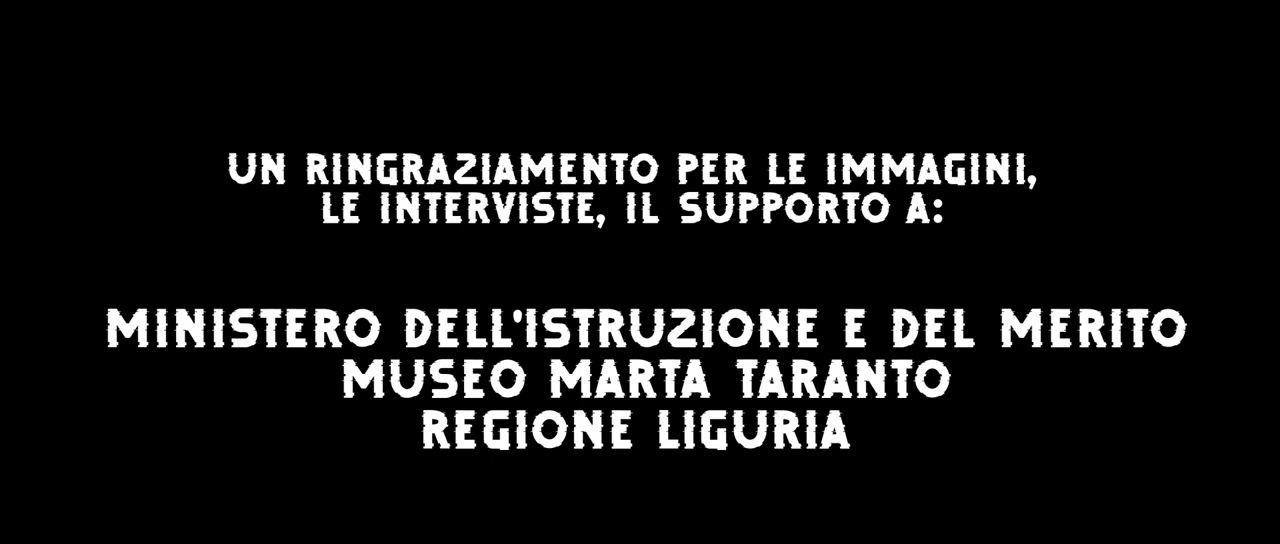 UN RINGRAZIAMENTO PER LE IMMAGINI,
LE INTERVISTE, IL SUPPORTO A:
MINISTERO DELL'ISTRUZIONE E DEL MERITO
MUSEO MARTA TARANTO
REGIONE LIGURIA